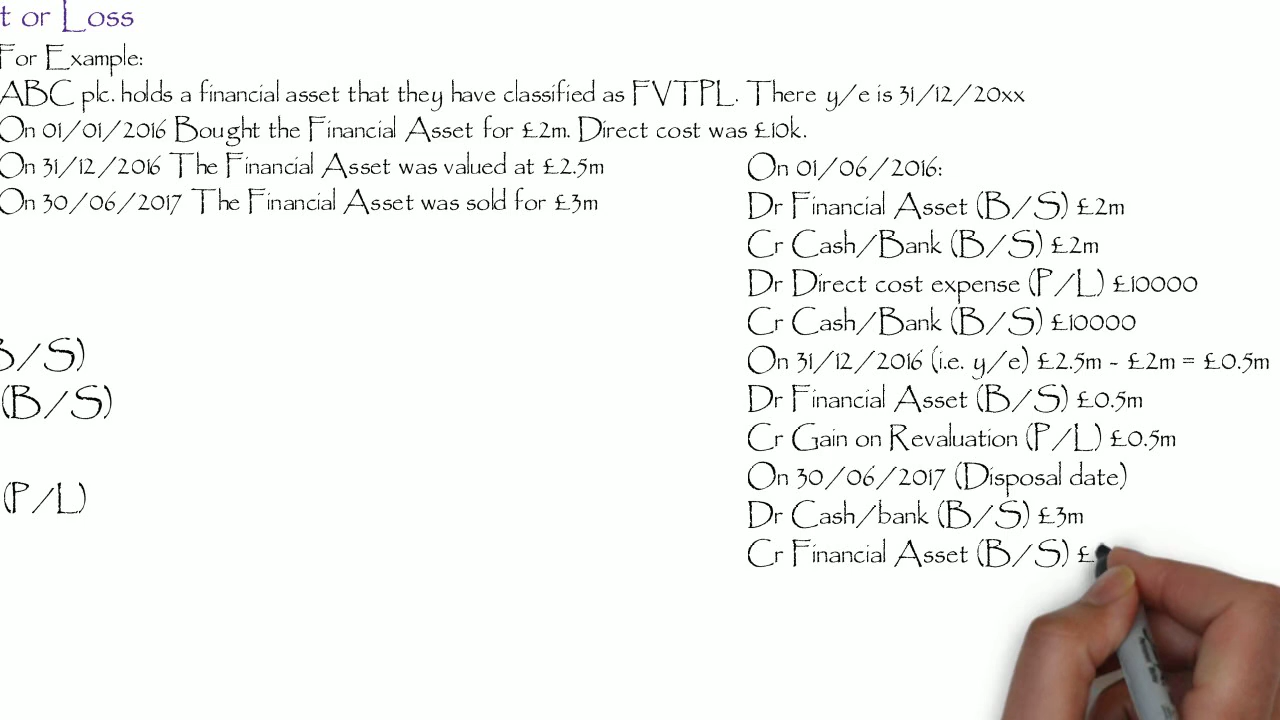 t or Loss
For Example:
ABC plc. holds a financial asset that they have classified as FVTPL. There y/e is 31/12/20xx
On 01/01/2016 Bought the Financial Asset for £2m. Direct cost was £10k.
On 31/12/2016 The Financial Asset was valued at £2.5m
On 30/06/2017 The Financial Asset was sold for £3m
B/S)
(B/S)
(P/L)
On 01/06/2016:
Dr Financial Asset (B/S) £2m
Cr Cash/Bank (B/S) £2m
Dr Direct cost expense (P/L) £10000
Cr Cash/Bank (B/S) £10000
On 31/12/2016 (i.e. y/e) £2.5m - £2m = £0.5m
Dr Financial Asset (B/S) £0.5m
Cr Gain on Revaluation (P/L) £0.5m
On 30/06/2017 (Disposal date)
Dr Cash/bank (B/S) £3m
Cr Financial Asset (B/S) £